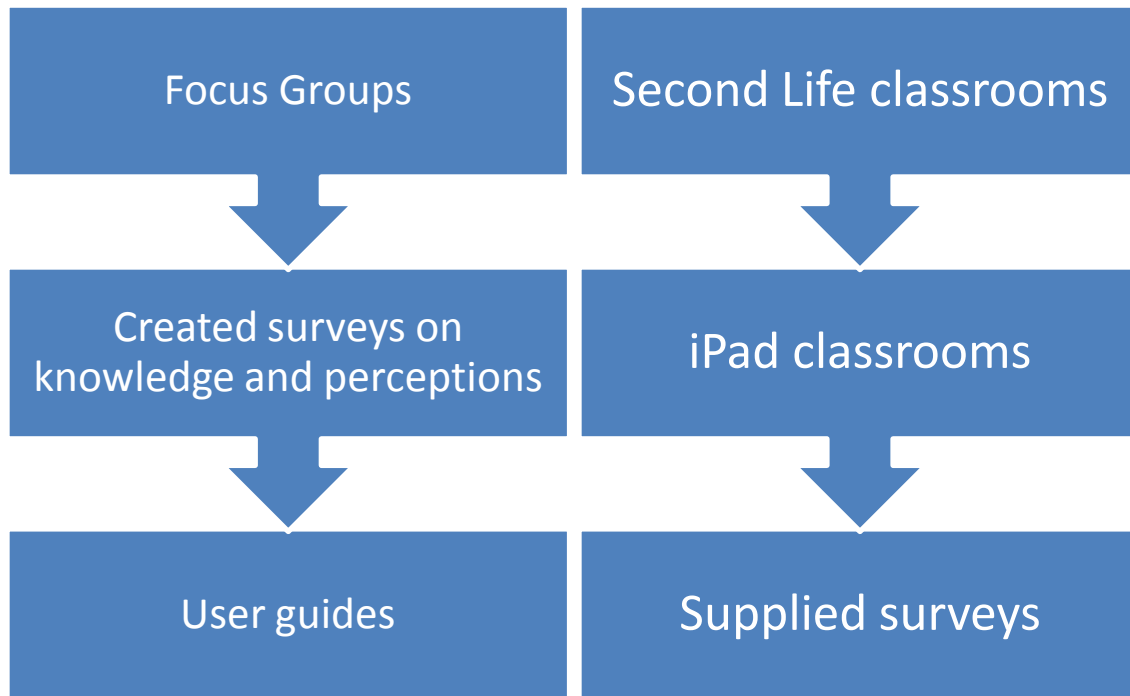 Focus Groups
Created surveys on
knowledge and perceptions
User guides
Second Life classrooms
iPad classrooms
Supplied surveys